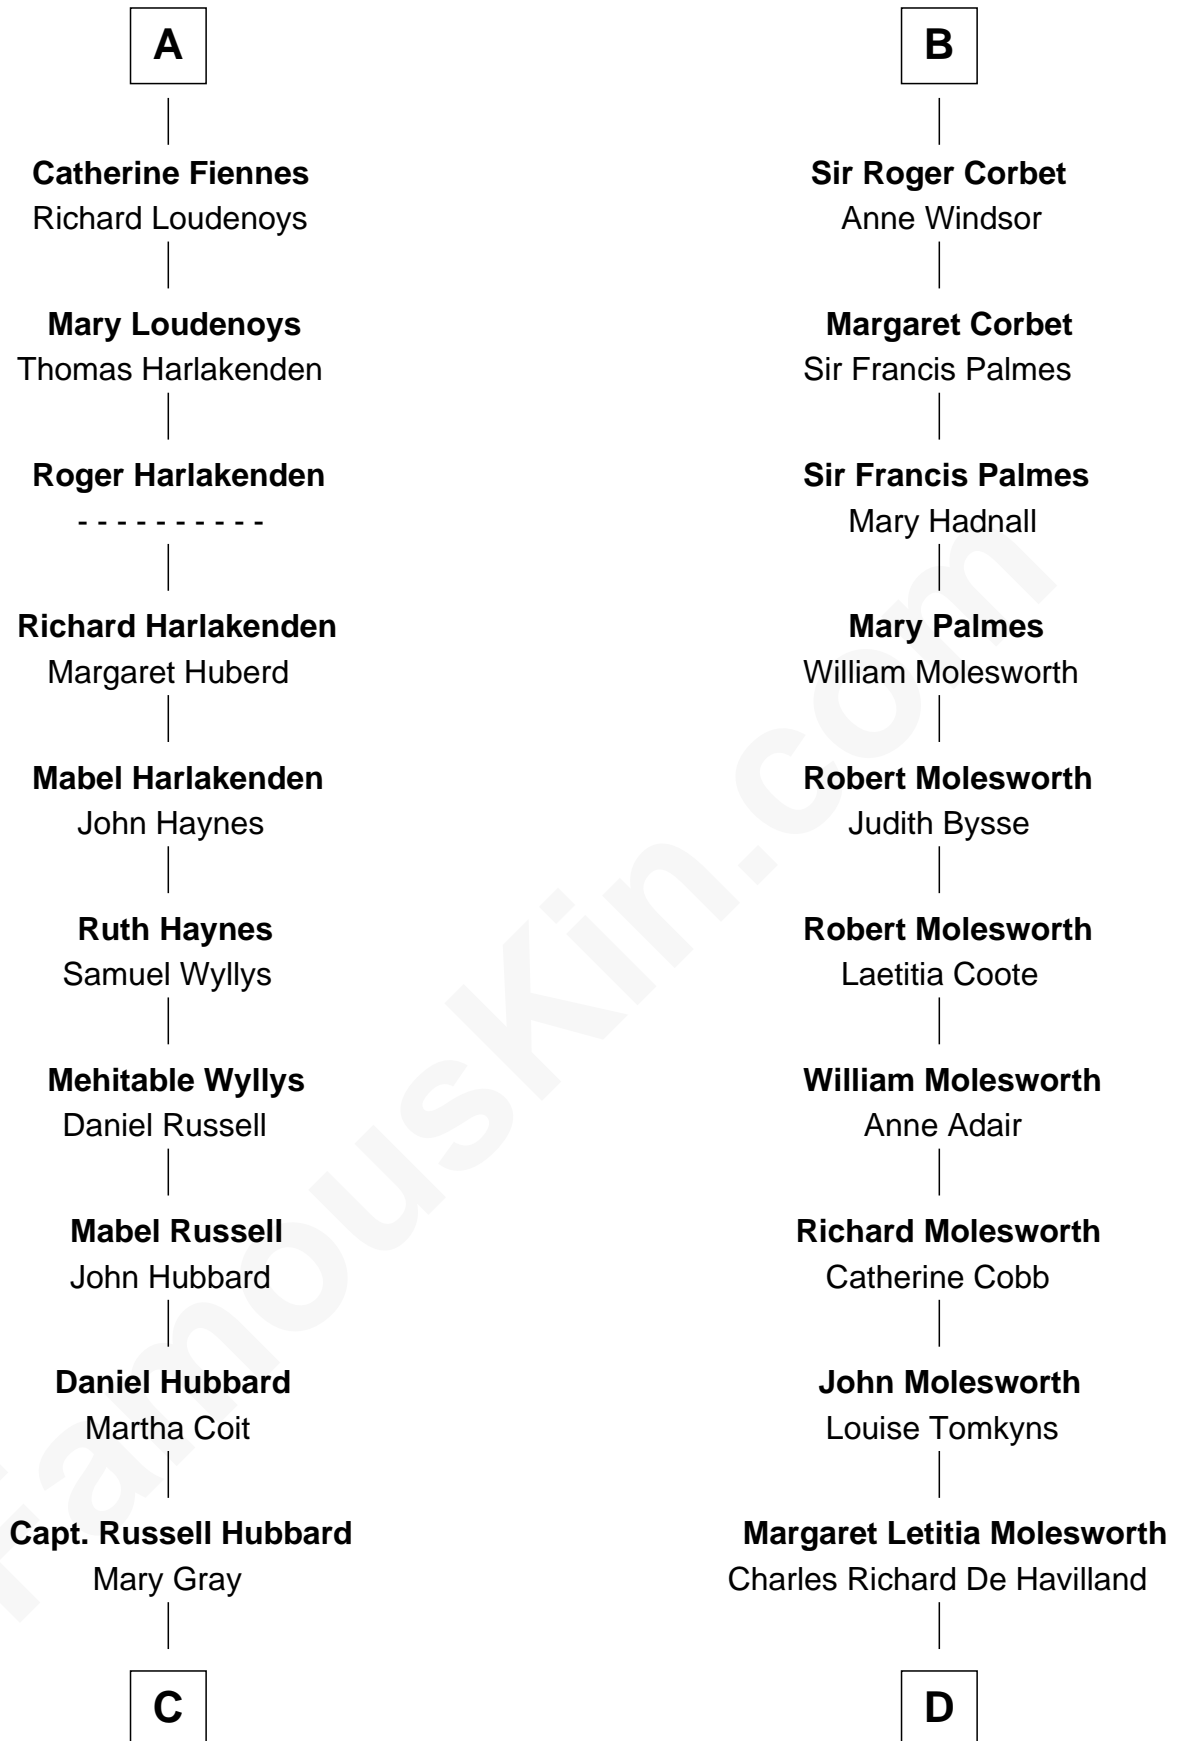 A
Catherine Fiennes
Richard Loudenoys
Mary Loudenoys
Thomas Harlakenden
Roger Harlakenden
- - - - - - - - - -
Richard Harlakenden
Margaret Huberd
Mabel Harlakenden
John Haynes
Ruth Haynes
Samuel Wyllys
Mehitable Wyllys
Daniel Russell
Mabel Russell
John Hubbard
Daniel Hubbard
Martha Coit
Capt. Russell Hubbard
Mary Gray
C
B
Sir Roger Corbet
Anne Windsor
Margaret Corbet
Sir Francis Palmes
Sir Francis Palmes
Mary Hadnall
Mary Palmes
William Molesworth
Robert Molesworth
Judith Bysse
Robert Molesworth
Laetitia Coote
William Molesworth
Anne Adair
Richard Molesworth
Catherine Cobb
John Molesworth
Louise Tomkyns
Margaret Letitia Molesworth
Charles Richard De Havilland
D
FamousKin.com